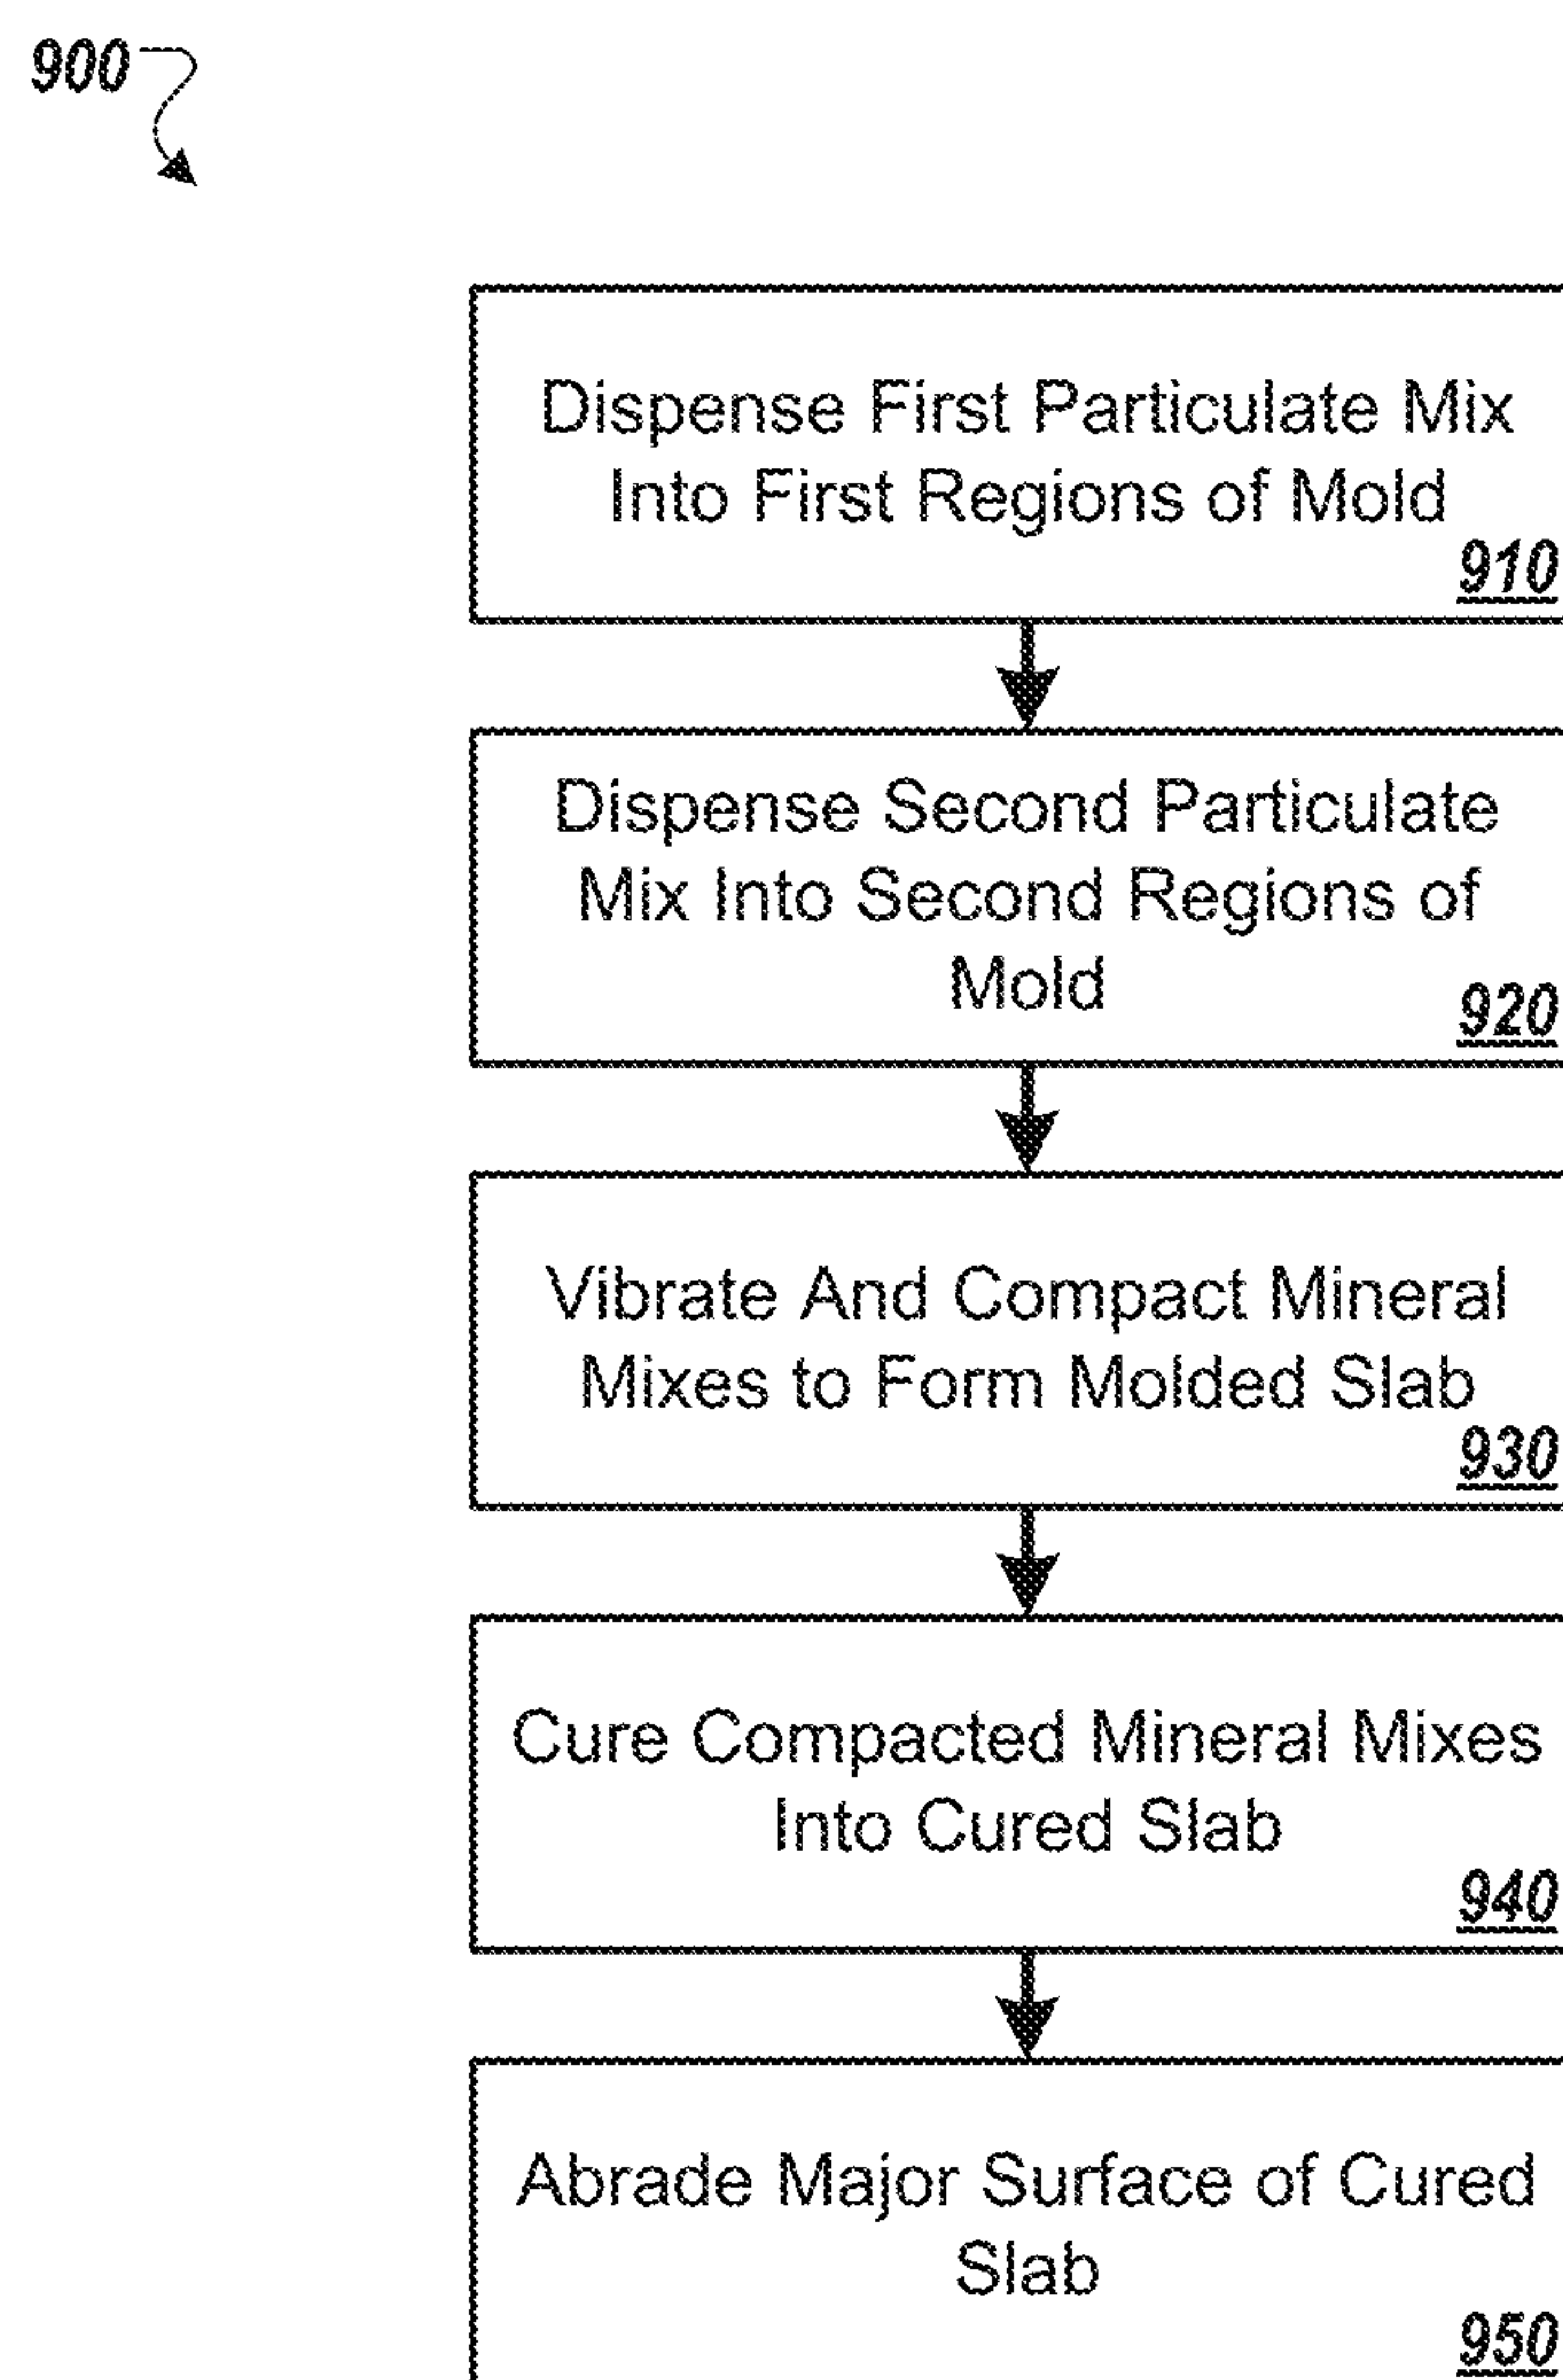 900
Dispense First Particulate Mix
Into First Regions of Mold
910
Dispense Second Particulate
Mix Into Second Regions of
Mold
920
Vibrate And Compact Mineral
Mixes to Form Molded Slab
930
Cure Compacted Mineral Mixes
Into Cured Slab
940
Abrade Major Surface of Cured
Slab
950